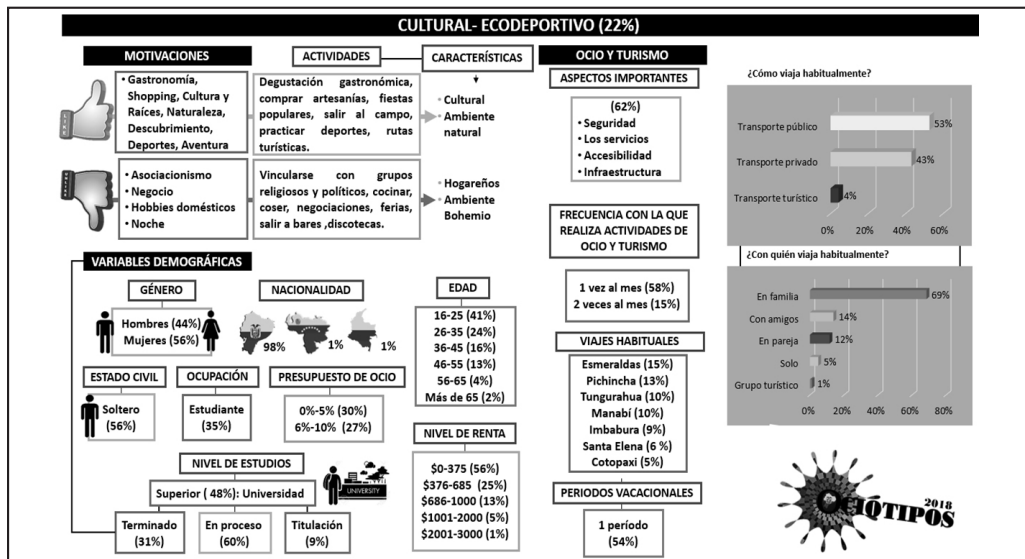 CULTURAL- ECODEPORTIVO (22%)
MOTIVACIONES
• Gastronomía,
Shopping, Cultura y
Raíces, Naturaleza,
Descubrimiento,
Deportes, Aventura
• Asociacionismo
• Negocio
• Hobbies domésticos
• Noche
ACTIVIDADES
Degustación gastronómica,
comprar artesanías, fiestas
populares, salir al campo,
practicar deportes, rutas
turísticas.
Vincularse con grupos
religiosos y políticos, cocinar,
coser, negociaciones, ferias,
salir a bares ,discotecas.
CARACTERÍSTICAS
• Cultural
• Ambiente
natural
• Hogareños
• Ambiente
Bohemio
OCIO Y TURISMO
ASPECTOS IMPORTANTES
(62%)
• Seguridad
• Los servicios
• Accesibilidad
• Infraestructura
FRECUENCIA CON LA QUE
REALIZA ACTIVIDADES DE
OCIO Y TURISMO
1 vez al mes (58%)
2 veces al mes (15%)
VIAJES HABITUALES
Esmeraldas (15%)
Pichincha (13%)
Tungurahua (10%)
Manabí (10%)
Imbabura (9%)
Santa Elena (6 %)
Cotopaxi (5%)
PERIODOS VACACIONALES
1 período
(54%)
VARIABLES DEMOGRÁFICAS
GÉNERO
Hombres (44%)
Mujeres (56%)
NACIONALIDAD
98%
1%
1%
EDAD
16-25 (41%)
26-35 (24%)
36-45 (16%)
46-55 (13%)
56-65 (4%)
Más de 65 (2%)
ESTADO CIVIL
Soltero
(56%)
OCUPACIÓN
Estudiante
(35%)
PRESUPUESTO DE OCIO
0%-5% (30%)
6%-10% (27%)
NIVEL DE RENTA
$0-375 (56%)
$376-685 (25%)
$686-1000 (13%)
$1001-2000 (5%)
$2001-3000 (1%)
NIVEL DE ESTUDIOS
UNIVERSITY
Superior ( 48%): Universidad
Terminado
(31%)
En proceso
(60%)
Titulación
(9%)
¿Cómo viaja habitualmente?
Transporte público 53%
Transporte privado 43%
Transporte turístico 4%
0% 20% 40% 60%
¿Con quién viaja habitualmente?
En familia 69%
Con amigos 14%
En pareja 12%
Solo 5%
Grupo turístico 1%
0% 20% 40% 60% 80%
2018